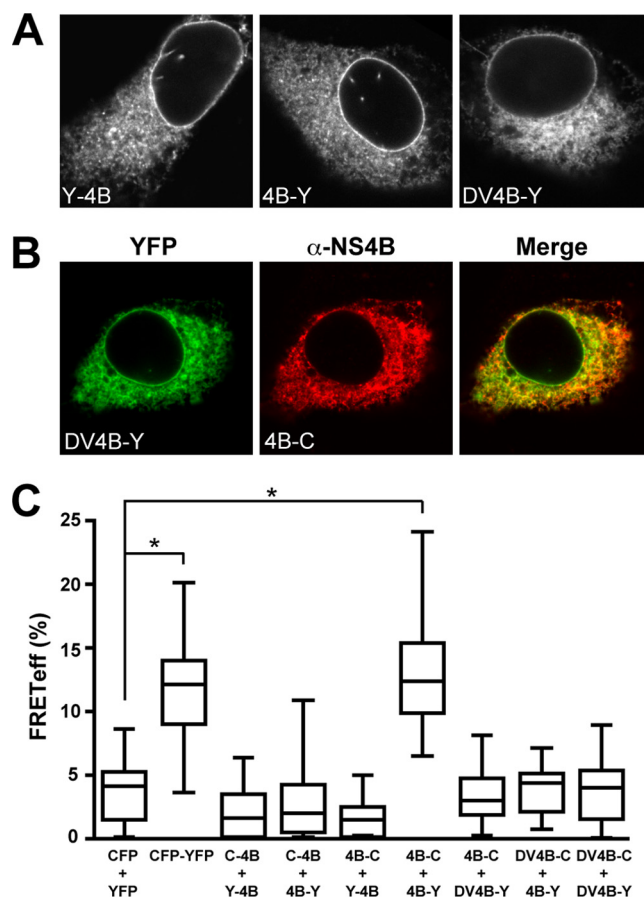 A
Y-4B
4B-Y
DV4B-Y
B
YFP
α-NS4B
Merge
DV4B-Y
4B-C
C
*
*
FRETeff (%)
25
20
15
10
5
0
CFP + YFP
CFP-YFP
C-4B + Y-4B
C-4B + 4B-Y
4B-C + Y-4B
4B-C + 4B-Y
4B-C + DV4B-Y
DV4B-C + 4B-Y
DV4B-C + DV4B-Y